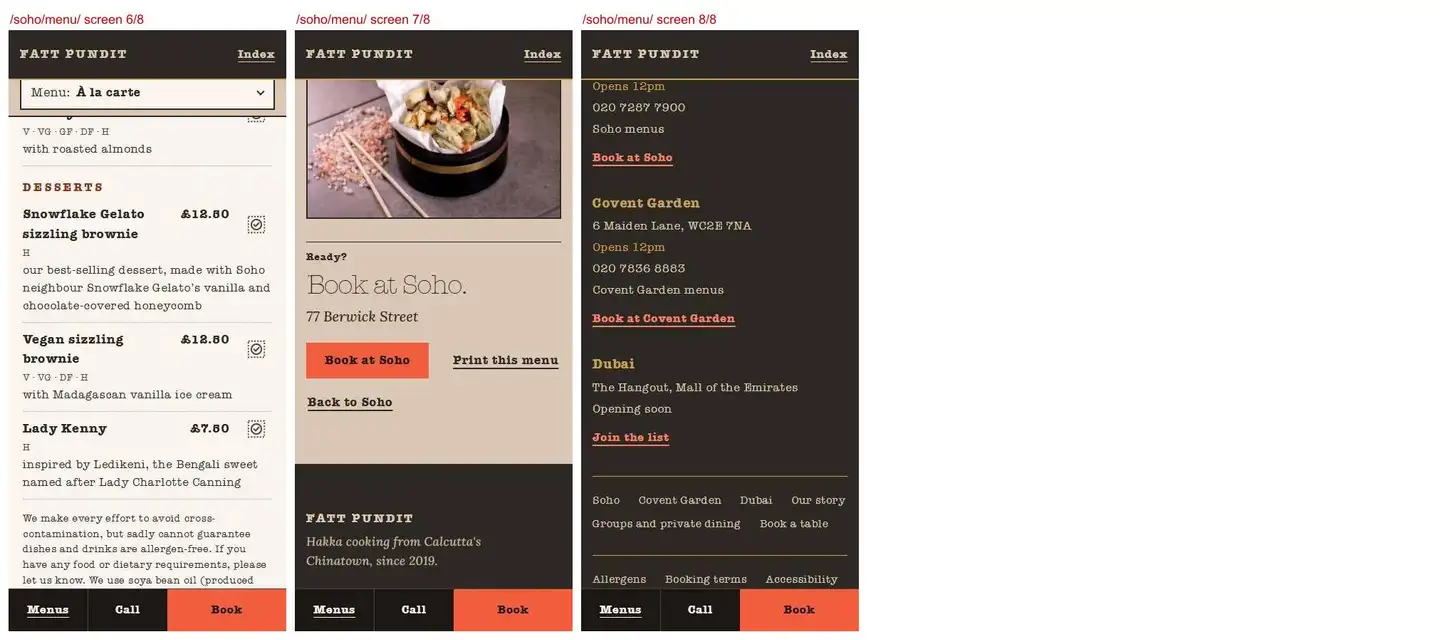 /soho/menu/ screen 6/8
FATT PUNDIT
Index
Menu: À la carte
V · VG · GF · DF · H
with roasted almonds
DESSERTS
Snowflake Gelato sizzling brownie
£12.50
H
our best-selling dessert, made with Soho
neighbour Snowflake Gelato's vanilla and
chocolate-covered honeycomb
Vegan sizzling brownie
£12.50
V · VG · DF · H
with Madagascan vanilla ice cream
Lady Kenny
£7.50
H
inspired by Ledikeni, the Bengali sweet
named after Lady Charlotte Canning
We make every effort to avoid cross-
contamination, but sadly cannot guarantee
dishes and drinks are allergen-free. If you
have any food or dietary requirements, please
let us know. We use soya bean oil (produced
Menus
Call
Book
/soho/menu/ screen 7/8
FATT PUNDIT
Index
Ready?
Book at Soho.
77 Berwick Street
Book at Soho
Print this menu
Back to Soho
FATT PUNDIT
Hakka cooking from Calcutta's
Chinatown, since 2019.
Menus
Call
Book
/soho/menu/ screen 8/8
FATT PUNDIT
Index
Opens 12pm
020 7287 7900
Soho menus
Book at Soho
Covent Garden
6 Maiden Lane, WC2E 7NA
Opens 12pm
020 7836 8883
Covent Garden menus
Book at Covent Garden
Dubai
The Hangout, Mall of the Emirates
Opening soon
Join the list
Soho Covent Garden Dubai Our story
Groups and private dining Book a table
Allergens Booking terms Accessibility
Menus
Call
Book